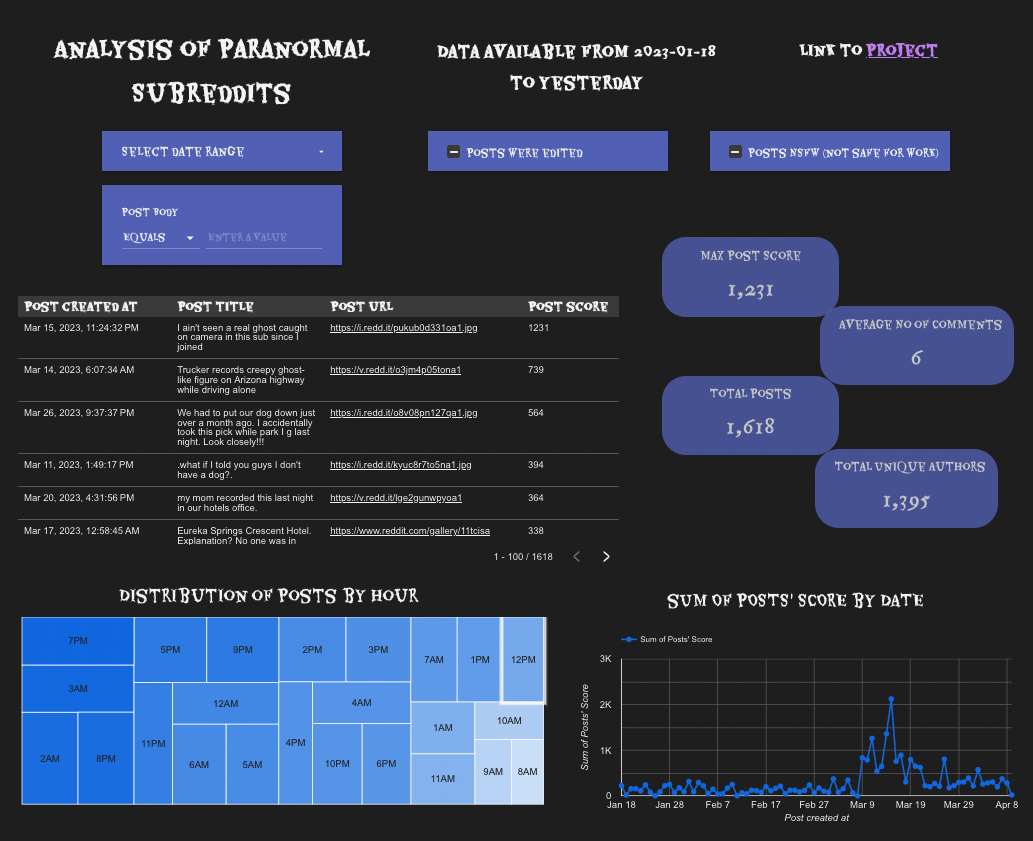 ANALYSIS OF PARANORMAL
SUBREDDITS
DATA AVAILABLE FROM 2023-01-18
TO YESTERDAY
LINK TO PROJECT
SELECT DATE RANGE
POSTS WERE EDITED
POSTS NSFW (NOT SAFE FOR WORK)
POST BODY
EQUALS
ENTER A VALUE
MAX POST SCORE
1,231
AVERAGE NO OF COMMENTS
6
TOTAL POSTS
1,618
TOTAL UNIQUE AUTHORS
1,395
POST CREATED AT POST TITLE POST URL POST SCORE
Mar 15, 2023, 11:24:32 PM I ain't seen a real ghost caught https://i.redd.it/pukub0d331oa1.jpg 1231
on camera in this sub since I
joined
Mar 14, 2023, 6:07:34 AM Trucker records creepy ghost- https://v.redd.it/o3jm4p05tona1 739
like figure on Arizona highway
while driving alone
Mar 26, 2023, 9:37:37 PM We had to put our dog down just https://i.redd.it/o8v08pn127qa1.jpg 564
over a month ago. I accidentally
took this pick while park I g last
night. Look closely!!!
Mar 11, 2023, 1:49:17 PM .what if I told you guys I don't https://i.redd.it/kyuc8r7to5na1.jpg 394
have a dog?.
Mar 20, 2023, 4:31:56 PM my mom recorded this last night https://v.redd.it/lge2gunwpyoa1 364
in our hotels office.
Mar 17, 2023, 12:58:45 AM Eureka Springs Crescent Hotel. https://www.reddit.com/gallery/11tcisa 338
Explanation? No one was in
1 - 100 / 1618
DISTRIBUTION OF POSTS BY HOUR
7PM
3AM
2AM
8PM
5PM
9PM
11PM
12AM
6AM
5AM
2PM
3PM
4PM
4AM
10PM
6PM
7AM
1PM
12PM
1AM
11AM
10AM
9AM
8AM
SUM OF POSTS' SCORE BY DATE
Sum of Posts' Score
Sum of Posts' Score
3K
2K
1K
0
Jan 18 Jan 28 Feb 7 Feb 17 Feb 27 Mar 9 Mar 19 Mar 29 Apr 8
Post created at